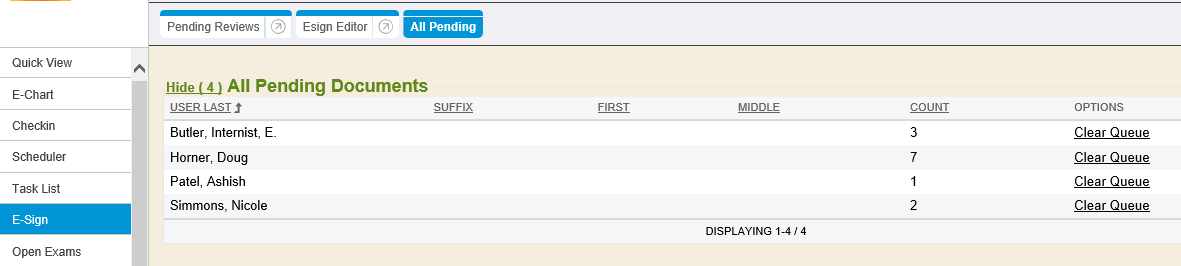 Pending Reviews Esign Editor All Pending
Quick View
E-Chart
Checkin
Scheduler
Task List
E-Sign
Open Exams
Hide ( 4 ) All Pending Documents
USER LAST SUFFIX FIRST MIDDLE COUNT OPTIONS
Butler, Internist, E. 3 Clear Queue
Horner, Doug 7 Clear Queue
Patel, Ashish 1 Clear Queue
Simmons, Nicole 2 Clear Queue
DISPLAYING 1-4 / 4